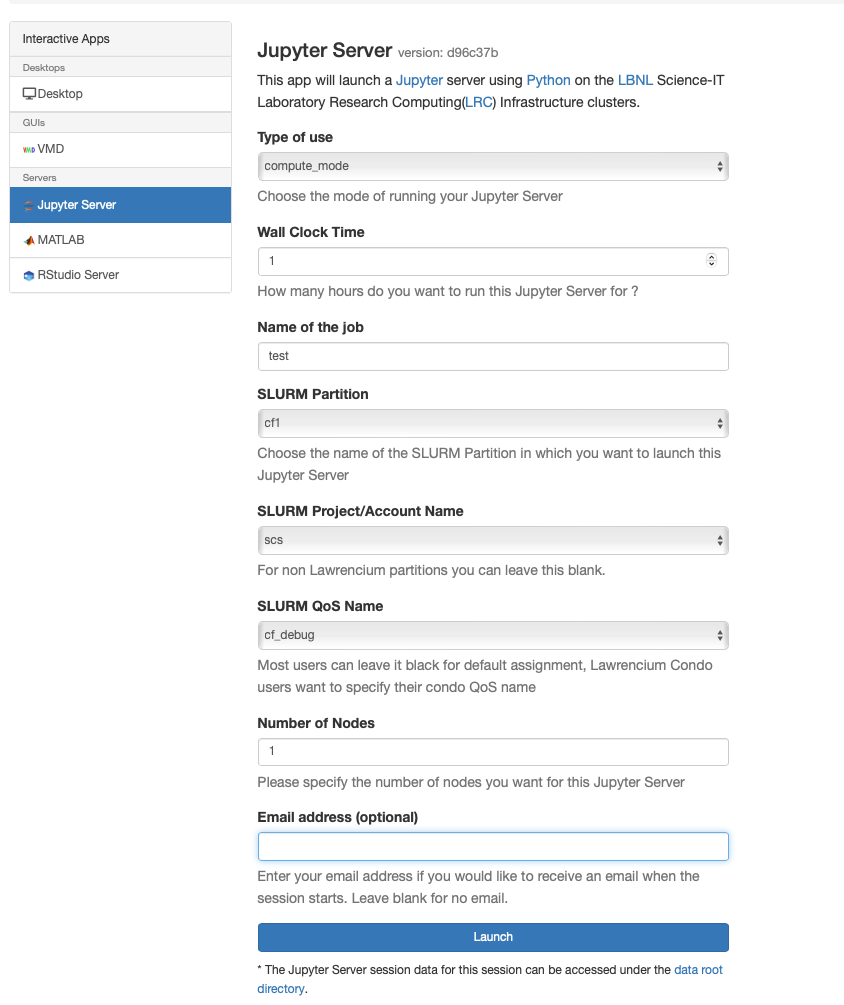 Interactive Apps
Desktops
Desktop
GUIs
VMD VMD
Servers
Jupyter Server
MATLAB
RStudio Server
Jupyter Server version: d96c37b
This app will launch a Jupyter server using Python on the LBNL Science-IT
Laboratory Research Computing(LRC) Infrastructure clusters.
Type of use
compute_mode
Choose the mode of running your Jupyter Server
Wall Clock Time
1
How many hours do you want to run this Jupyter Server for ?
Name of the job
test
SLURM Partition
cf1
Choose the name of the SLURM Partition in which you want to launch this
Jupyter Server
SLURM Project/Account Name
scs
For non Lawrencium partitions you can leave this blank.
SLURM QoS Name
cf_debug
Most users can leave it black for default assignment, Lawrencium Condo
users want to specify their condo QoS name
Number of Nodes
1
Please specify the number of nodes you want for this Jupyter Server
Email address (optional)
Enter your email address if you would like to receive an email when the
session starts. Leave blank for no email.
Launch
* The Jupyter Server session data for this session can be accessed under the data root
directory.